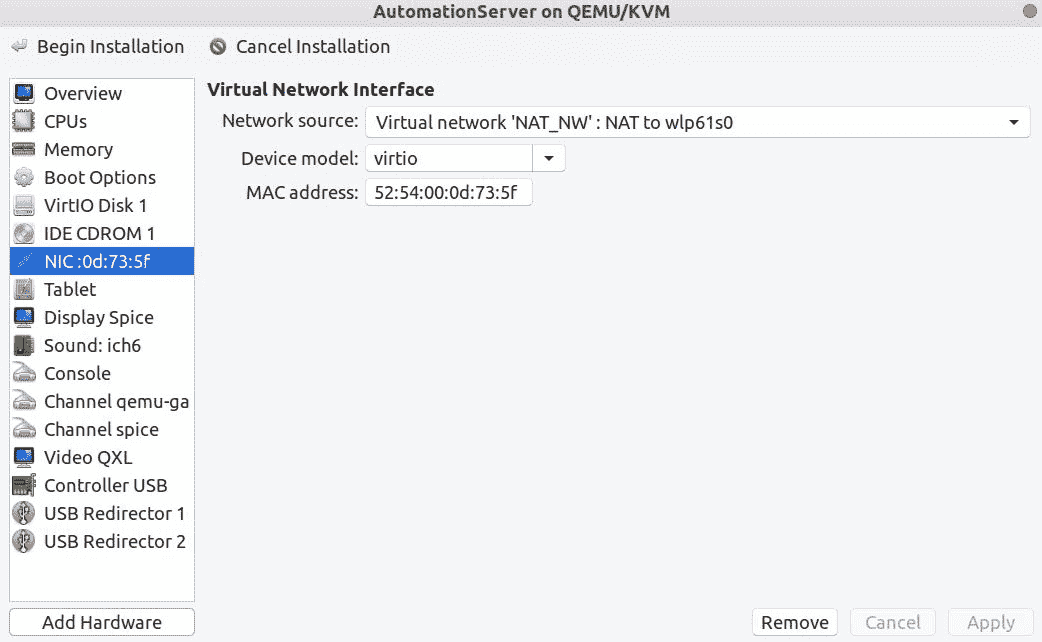 AutomationServer on QEMU/KVM
Begin Installation Cancel Installation
Overview
CPUs
Memory
Boot Options
VirtIO Disk 1
IDE CDROM 1
NIC :0d:73:5f
Tablet
Display Spice
Sound: ich6
Console
Channel qemu-ga
Channel spice
Video QXL
Controller USB
USB Redirector 1
USB Redirector 2
Add Hardware
Virtual Network Interface
Network source: Virtual network 'NAT_NW' : NAT to wlp61s0
Device model: virtio
MAC address: 52:54:00:0d:73:5f
Remove Cancel Apply